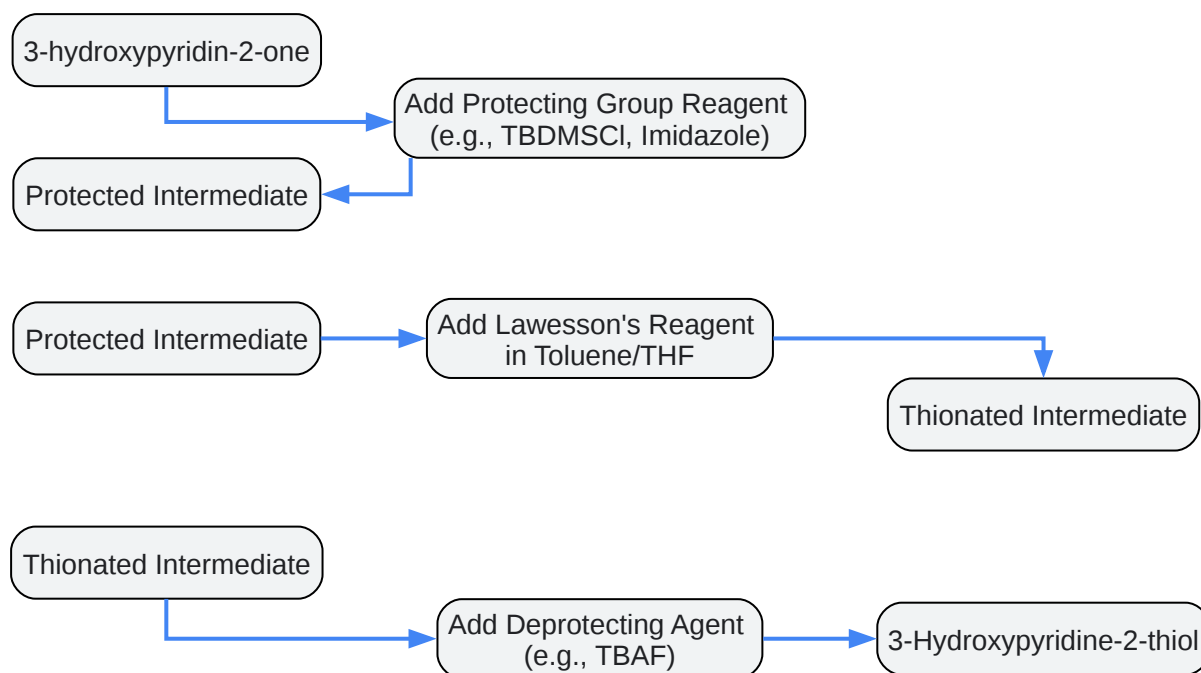 3-hydroxypyridin-2-one
Add Protecting Group Reagent
(e.g., TBDMSCl, Imidazole)
Protected Intermediate
Protected Intermediate
Add Lawesson's Reagent
in Toluene/THF
Thionated Intermediate
Thionated Intermediate
Add Deprotecting Agent
(e.g., TBAF)
3-Hydroxypyridine-2-thiol